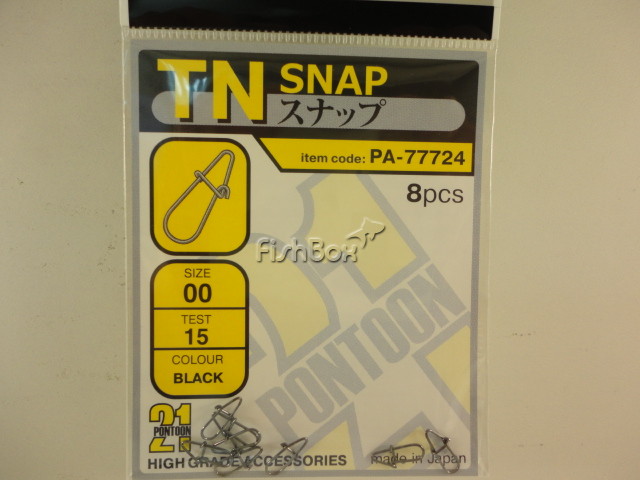 TN SNAP
スナップ
item code: PA-77724
8pcs
FishBox
SIZE
00
TEST
15
COLOUR
BLACK
21
PONTOON
21
PONTOON
HIGH GRADE ACCESSORIES
made in Japan